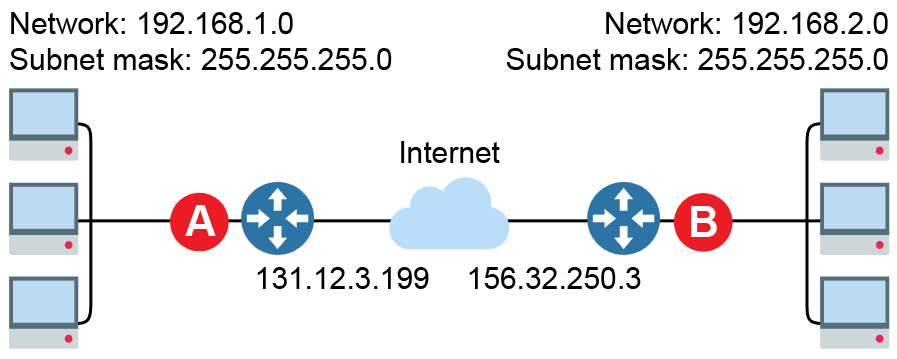 Network: 192.168.1.0
Subnet mask: 255.255.255.0
Network: 192.168.2.0
Subnet mask: 255.255.255.0
Internet
A
B
131.12.3.199
156.32.250.3